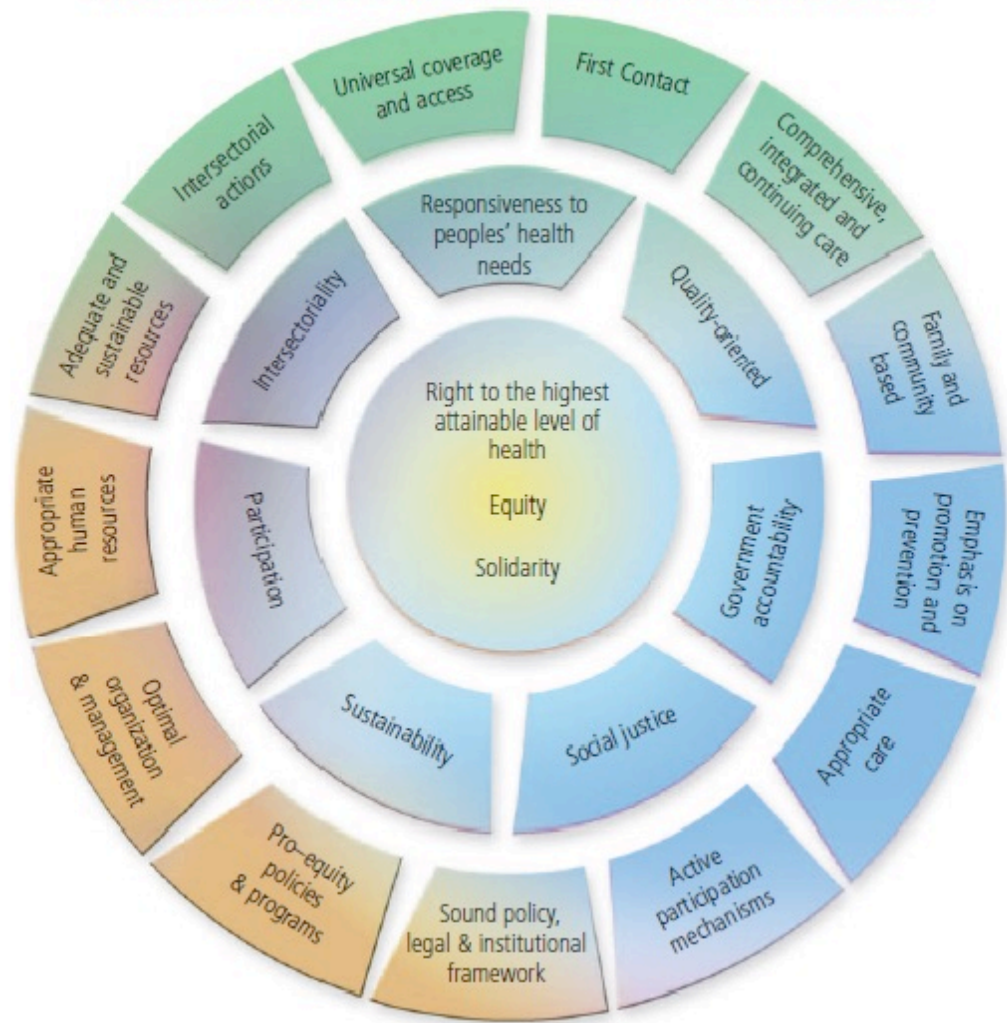 Universal coverage
and access
First Contact
Comprehensive,
integrated and
continuing care
Family and
community
based
Emphasis on
promotion and
prevention
Appropriate
care
Active
participation
mechanisms
Sound policy,
legal & institutional
framework
Pro–equity
policies
& programs
Optimal
organization
& management
Appropriate
human
resources
Adequate and
sustainable
resources
Intersectorial
actions
Responsiveness to
peoples’ health
needs
Quality-oriented
Government
accountability
Social justice
Sustainability
Participation
Intersectoriality
Right to the highest
attainable level of
health
Equity
Solidarity